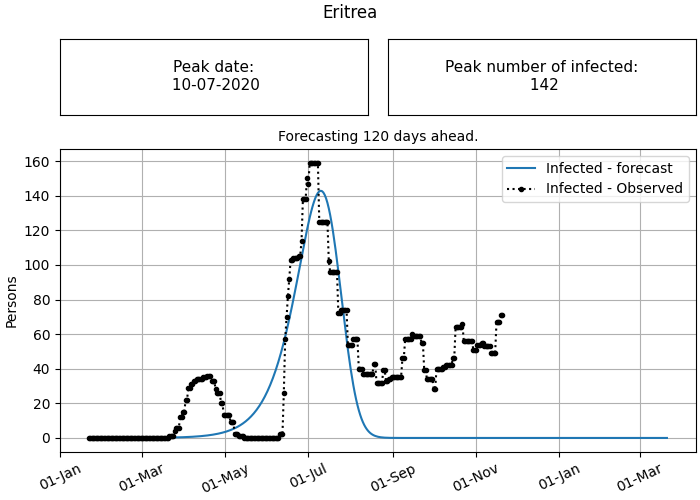 Eritrea
Peak date:
10-07-2020
Peak number of infected:
142
Forecasting 120 days ahead.
Persons
160
140
120
100
80
60
40
20
0
Infected - forecast
Infected - Observed
01-Jan
01-Mar
01-May
01-Jul
01-Sep
01-Nov
01-Jan
01-Mar